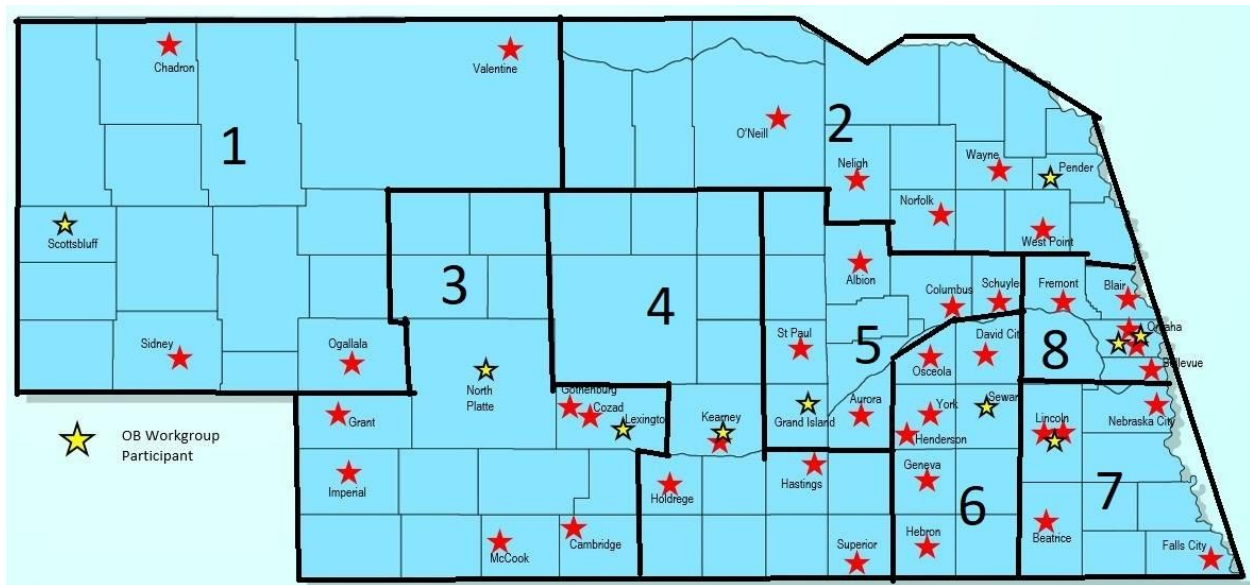 Chadron
Valentine
1
O'Neill
2
Neligh
Wayne
Pender
Norfolk
West Point
Scottsbluff
3
4
Albion
Columbus
Schuyle
Fremont
Blair
Sidney
Ogallala
St Paul
5
David City
8
Omaha
Osceola
Bellevue
North
Platte
Gothenburg
Cozad
Lexingto
Kearney
Grand Island
Aurora
York
Sewar
Lincoln
Nebraska City
Grant
Henderson
OB Workgroup
Participant
Imperial
Holdrege
Hastings
Geneva
6
7
McCook
Cambridge
Superior
Hebron
Beatrice
Falls City